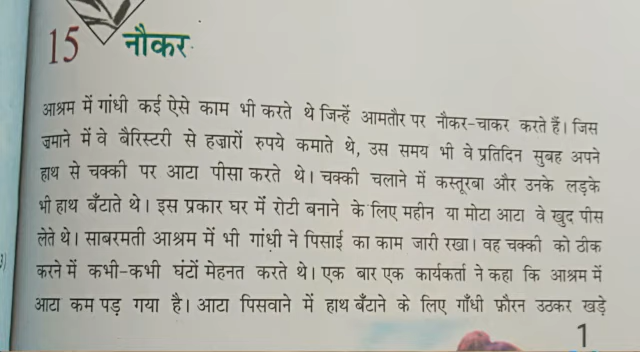 15 नौकर
आश्रम में गांधी कई ऐसे काम भी करते थे जिन्हें आमतौर पर नौकर-चाकर करते हैं। जिस
ज़माने में वे बैरिस्टरी से हज़ारों रुपये कमाते थे, उस समय भी वे प्रतिदिन सुबह अपने
हाथ से चक्की पर आटा पीसा करते थे। चक्की चलाने में कस्तूरबा और उनके लड़के
भी हाथ बँटाते थे। इस प्रकार घर में रोटी बनाने के लिए महीन या मोटा आटा वे खुद पीस
लेते थे। साबरमती आश्रम में भी गांधी ने पिसाई का काम जारी रखा। वह चक्की को ठीक
करने में कभी-कभी घंटों मेहनत करते थे। एक बार एक कार्यकर्ता ने कहा कि आश्रम में
आटा कम पड़ गया है। आटा पिसवाने में हाथ बँटाने के लिए गाँधी फ़ौरन उठकर खड़े
1